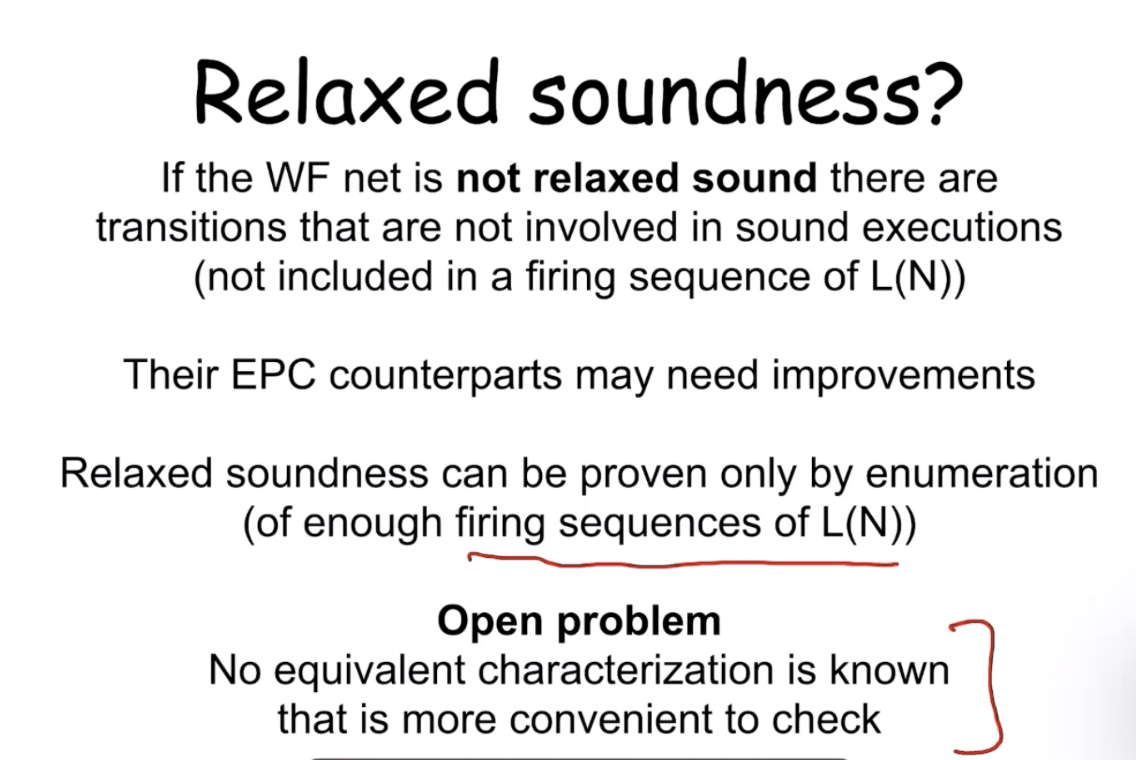 Relaxed soundness?
If the WF net is not relaxed sound there are
transitions that are not involved in sound executions
(not included in a firing sequence of L(N))
Their EPC counterparts may need improvements
Relaxed soundness can be proven only by enumeration
(of enough firing sequences of L(N))
Open problem
No equivalent characterization is known
that is more convenient to check